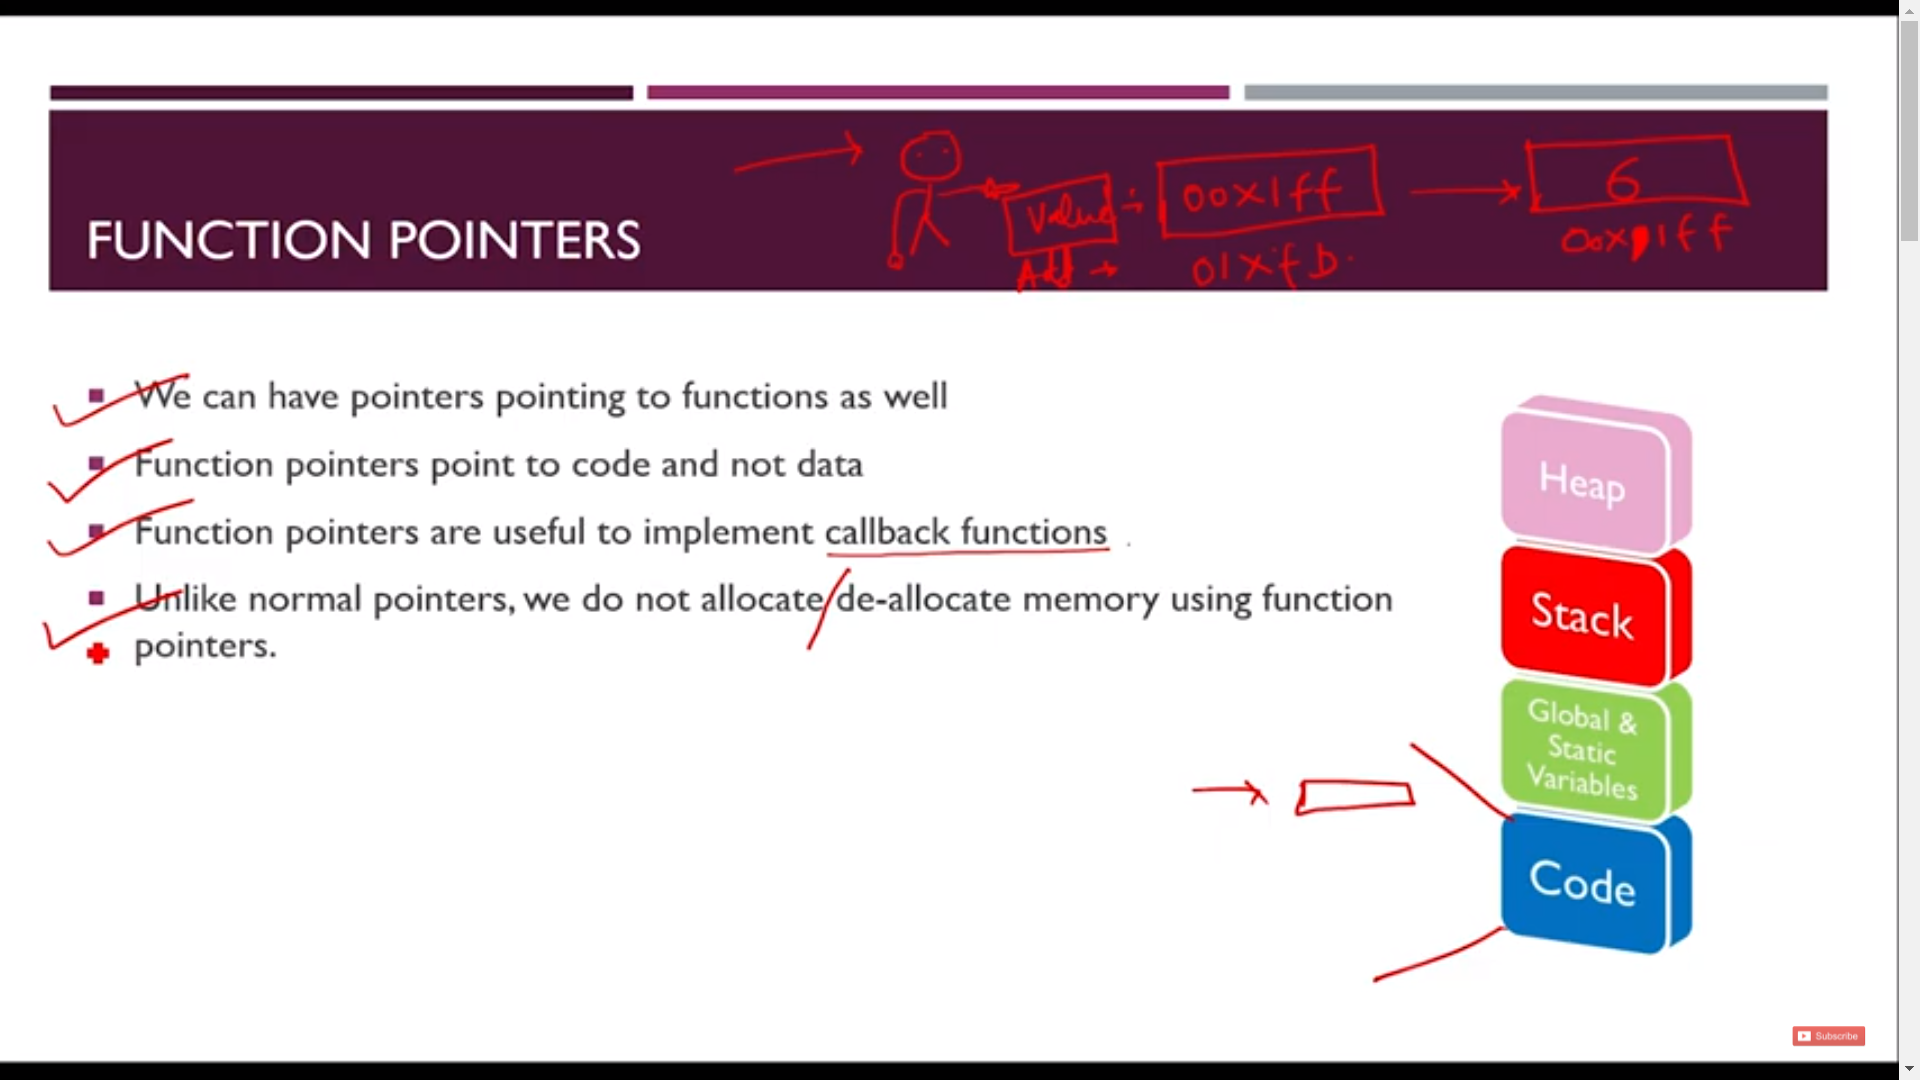 FUNCTION POINTERS
Value :
00x1ff
6
Add →
01xfb.
00x1ff
We can have pointers pointing to functions as well
Function pointers point to code and not data
Function pointers are useful to implement callback functions
Unlike normal pointers, we do not allocate/de-allocate memory using function
pointers.
Heap
Stack
Global &
Static
Variables
Code
Subscribe